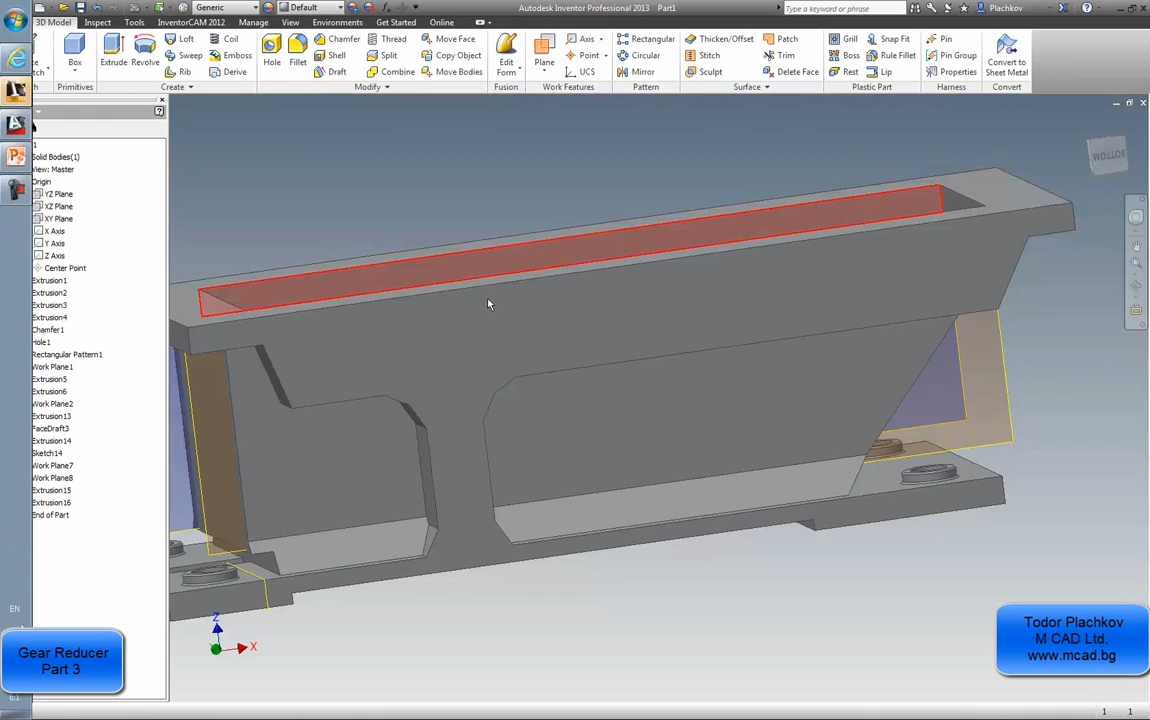 Generic
Default
Autodesk Inventor Professional 2013 Part1
Type a keyword or phrase
Plachkov
3D Model
Inspect
Tools
InventorCAM 2012
Manage
View
Environments
Get Started
Online
Box
Primitives
Extrude
Revolve
Loft
Sweep
Rib
Coil
Emboss
Derive
Create
Hole
Fillet
Chamfer
Shell
Draft
Thread
Split
Combine
Move Face
Copy Object
Move Bodies
Modify
Edit
Form
Fusion
Plane
Axis
Point
UCS
Work Features
Rectangular
Circular
Mirror
Pattern
Thicken/Offset
Stitch
Sculpt
Patch
Trim
Delete Face
Surface
Grill
Boss
Rest
Snap Fit
Rule Fillet
Lip
Plastic Part
Pin
Pin Group
Properties
Harness
Convert to
Sheet Metal
Convert
1
Solid Bodies(1)
View: Master
Origin
YZ Plane
XZ Plane
XY Plane
X Axis
Y Axis
Z Axis
Center Point
Extrusion1
Extrusion2
Extrusion3
Extrusion4
Chamfer1
Hole1
Rectangular Pattern1
Work Plane1
Extrusion5
Extrusion6
Work Plane2
Extrusion13
FaceDraft3
Extrusion14
Sketch14
Work Plane7
Work Plane8
Extrusion15
Extrusion16
End of Part
BOTTOM
Z
X
EN
Gear Reducer
Part 3
Todor Plachkov
M CAD Ltd.
www.mcad.bg
1 1